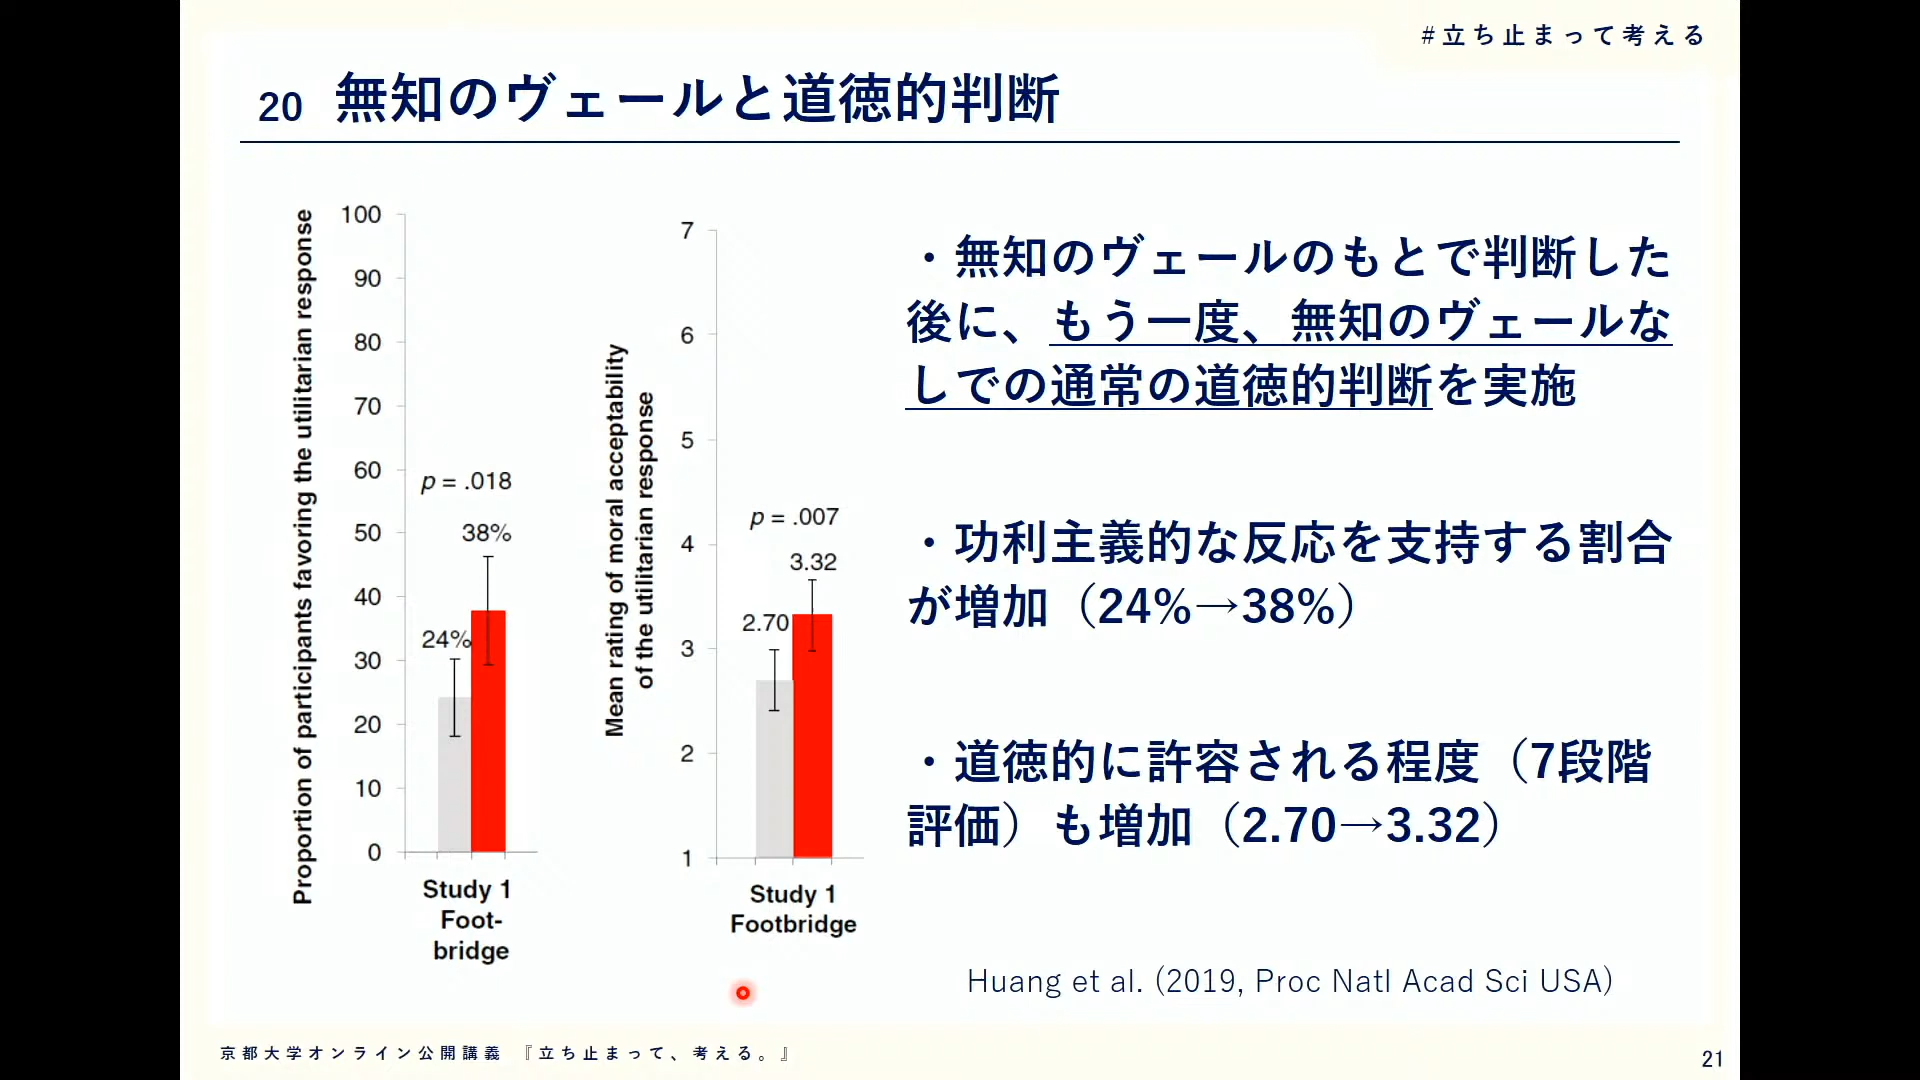 #立ち止まって考える
20 無知のヴェールと道徳的判断
Proportion of participants favoring the utilitarian response
100
90
80
70
60
50
40
30
20
10
0
p = .018
38%
24%
Study 1
Foot-
bridge
Mean rating of moral acceptability
of the utilitarian response
7
6
5
4
3
2
1
p = .007
3.32
2.70
Study 1
Footbridge
・無知のヴェールのもとで判断した
後に、もう一度、無知のヴェールな
しでの通常の道徳的判断を実施
・功利主義的な反応を支持する割合
が増加（24%→38%）
・道徳的に許容される程度（7段階
評価）も増加（2.70→3.32）
Huang et al. (2019, Proc Natl Acad Sci USA)
京都大学オンライン公開講義 『立ち止まって、考える。』
21